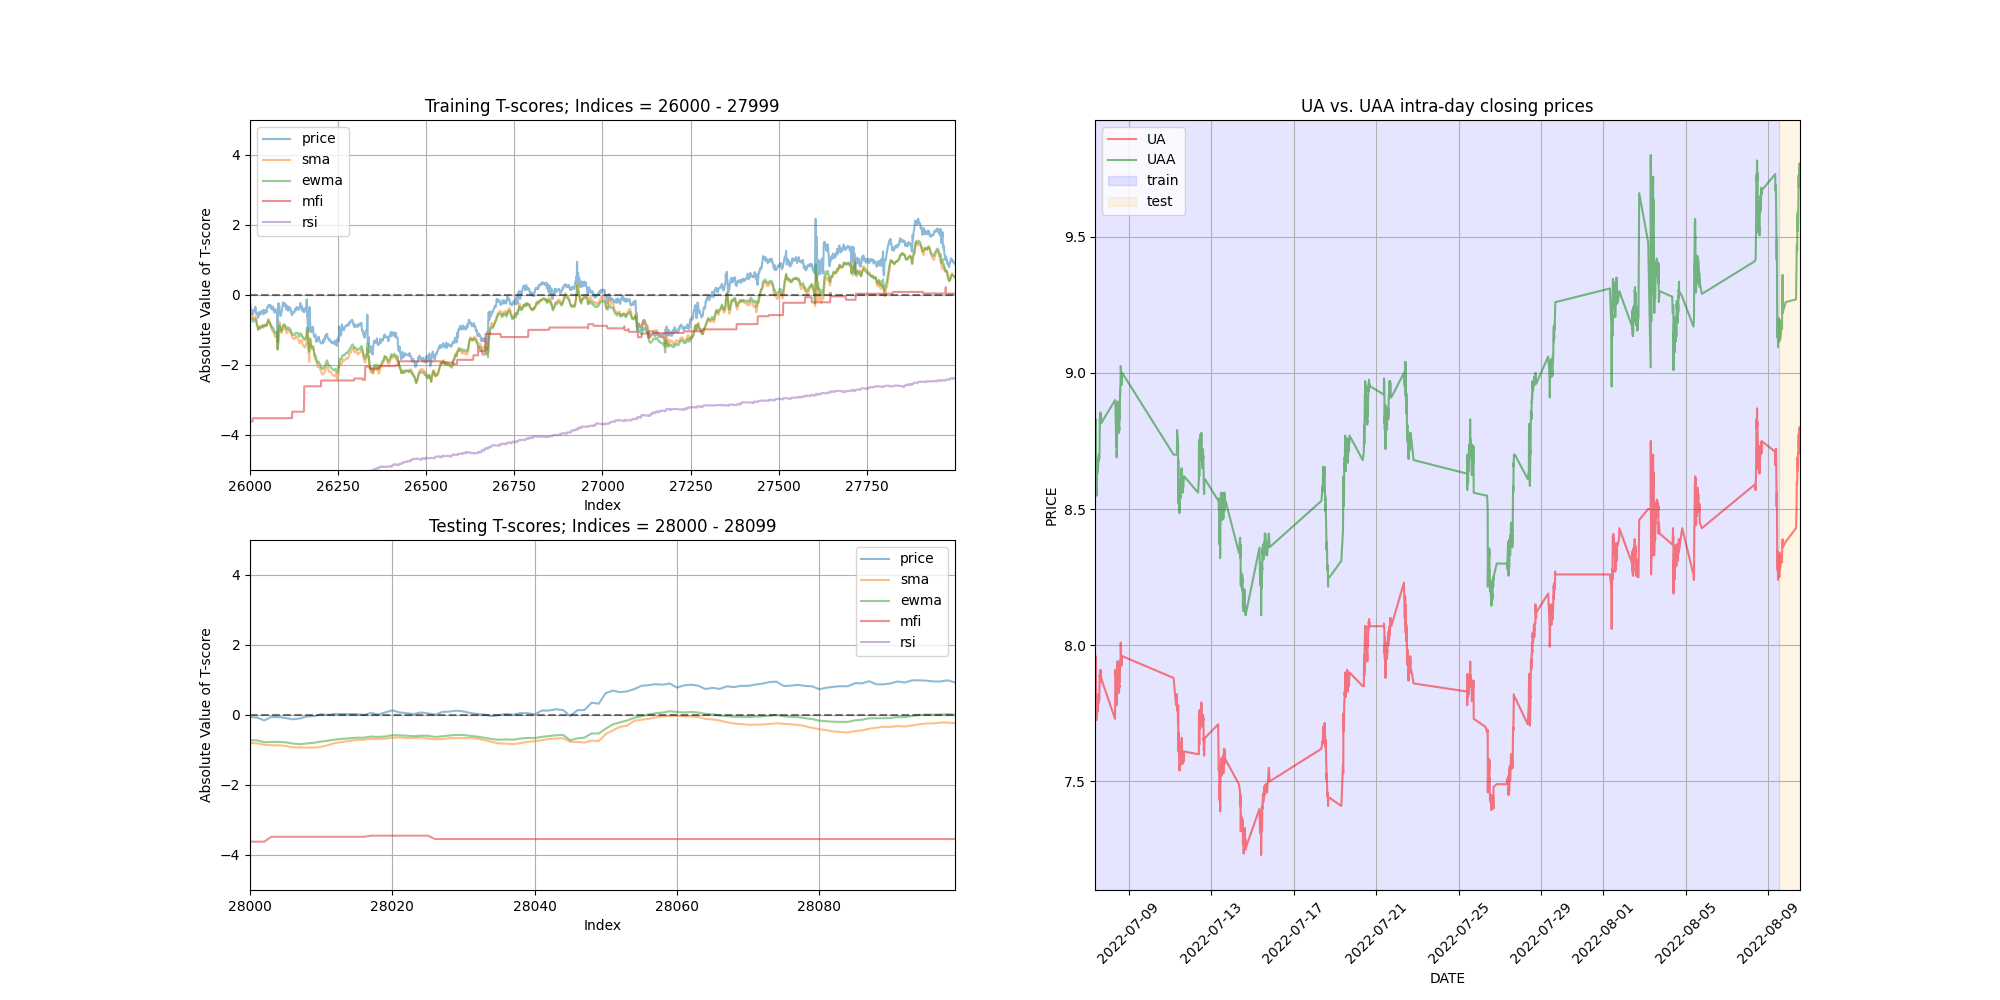 Training T-scores; Indices = 26000 - 27999
price
sma
ewma
mfi
rsi
Absolute Value of T-score
4
2
0
−2
−4
26000 26250 26500 26750 27000 27250 27500 27750
Index
Testing T-scores; Indices = 28000 - 28099
price
sma
ewma
mfi
rsi
Absolute Value of T-score
4
2
0
−2
−4
28000 28020 28040 28060 28080
Index
UA vs. UAA intra-day closing prices
UA
UAA
train
test
PRICE
9.5
9.0
8.5
8.0
7.5
2022-07-09 2022-07-13 2022-07-17 2022-07-21 2022-07-25 2022-07-29 2022-08-01 2022-08-05 2022-08-09
DATE